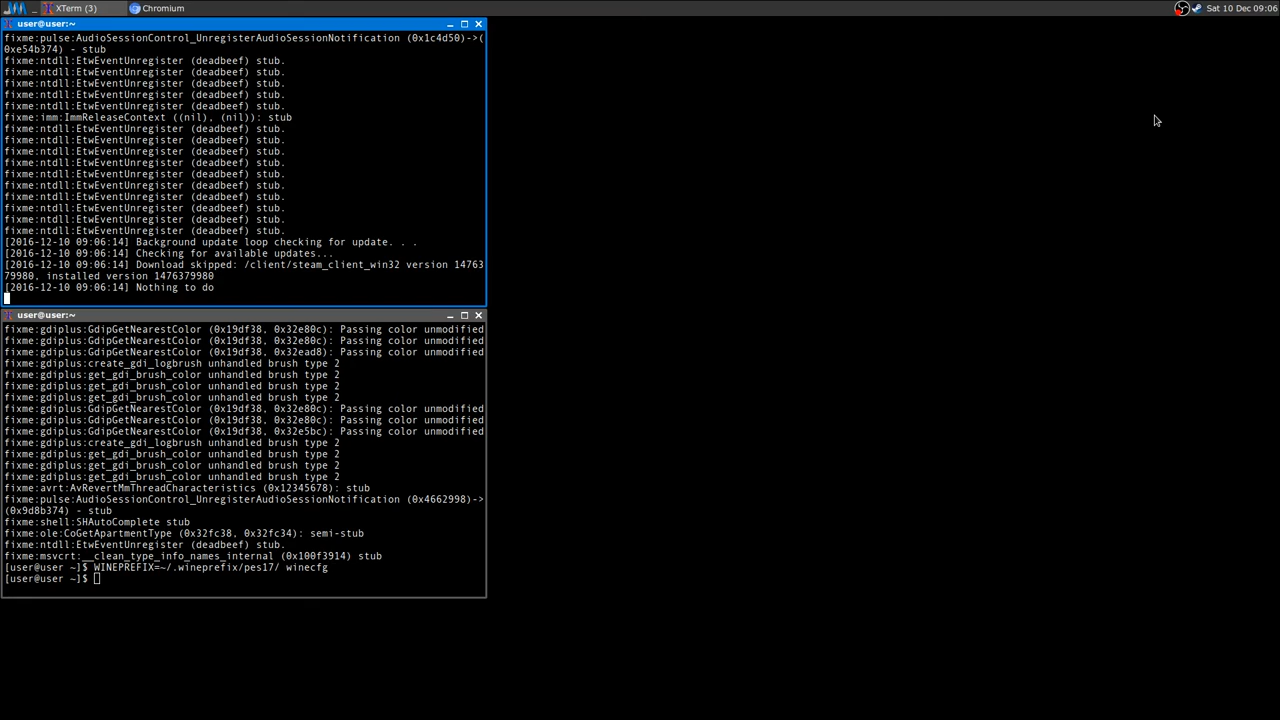 XTerm (3)
Chromium
Sat 10 Dec 09:06
user@user:~
fixme:pulse:AudioSessionControl_UnregisterAudioSessionNotification (0x1c4d50)->(
0xe54b374) - stub
fixme:ntdll:EtwEventUnregister (deadbeef) stub.
fixme:ntdll:EtwEventUnregister (deadbeef) stub.
fixme:ntdll:EtwEventUnregister (deadbeef) stub.
fixme:ntdll:EtwEventUnregister (deadbeef) stub.
fixme:ntdll:EtwEventUnregister (deadbeef) stub.
fixme:imm:ImmReleaseContext ((nil), (nil)): stub
fixme:ntdll:EtwEventUnregister (deadbeef) stub.
fixme:ntdll:EtwEventUnregister (deadbeef) stub.
fixme:ntdll:EtwEventUnregister (deadbeef) stub.
fixme:ntdll:EtwEventUnregister (deadbeef) stub.
fixme:ntdll:EtwEventUnregister (deadbeef) stub.
fixme:ntdll:EtwEventUnregister (deadbeef) stub.
fixme:ntdll:EtwEventUnregister (deadbeef) stub.
fixme:ntdll:EtwEventUnregister (deadbeef) stub.
fixme:ntdll:EtwEventUnregister (deadbeef) stub.
fixme:ntdll:EtwEventUnregister (deadbeef) stub.
[2016-12-10 09:06:14] Background update loop checking for update. . .
[2016-12-10 09:06:14] Checking for available updates...
[2016-12-10 09:06:14] Download skipped: /client/steam_client_win32 version 14763
79980, installed version 1476379980
[2016-12-10 09:06:14] Nothing to do
user@user:~
fixme:gdiplus:GdipGetNearestColor (0x19df38, 0x32e80c): Passing color unmodified
fixme:gdiplus:GdipGetNearestColor (0x19df38, 0x32e80c): Passing color unmodified
fixme:gdiplus:GdipGetNearestColor (0x19df38, 0x32ead8): Passing color unmodified
fixme:gdiplus:create_gdi_logbrush unhandled brush type 2
fixme:gdiplus:get_gdi_brush_color unhandled brush type 2
fixme:gdiplus:get_gdi_brush_color unhandled brush type 2
fixme:gdiplus:get_gdi_brush_color unhandled brush type 2
fixme:gdiplus:GdipGetNearestColor (0x19df38, 0x32e80c): Passing color unmodified
fixme:gdiplus:GdipGetNearestColor (0x19df38, 0x32e80c): Passing color unmodified
fixme:gdiplus:GdipGetNearestColor (0x19df38, 0x32e5bc): Passing color unmodified
fixme:gdiplus:create_gdi_logbrush unhandled brush type 2
fixme:gdiplus:get_gdi_brush_color unhandled brush type 2
fixme:gdiplus:get_gdi_brush_color unhandled brush type 2
fixme:gdiplus:get_gdi_brush_color unhandled brush type 2
fixme:avrt:AvRevertMmThreadCharacteristics (0x12345678): stub
fixme:pulse:AudioSessionControl_UnregisterAudioSessionNotification (0x4662998)->
(0x9d8b374) - stub
fixme:shell:SHAutoComplete stub
fixme:ole:CoGetApartmentType (0x32fc38, 0x32fc34): semi-stub
fixme:ntdll:EtwEventUnregister (deadbeef) stub.
fixme:msvcrt:__clean_type_info_names_internal (0x100f3914) stub
[user@user ~]$ WINEPREFIX=~/.wineprefix/pes17/ winecfg
[user@user ~]$